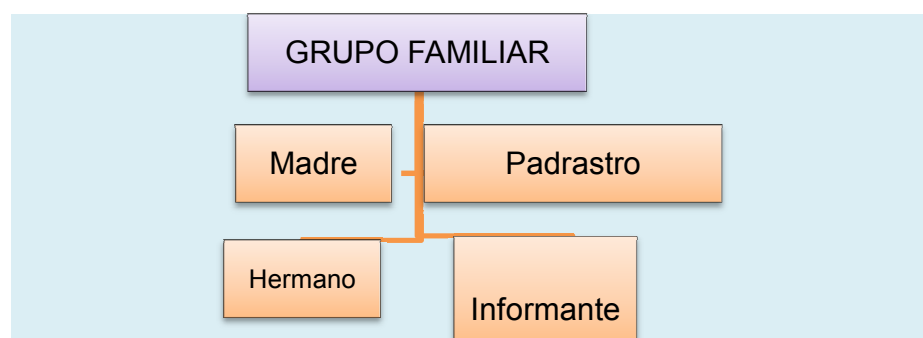 GRUPO FAMILIAR
Madre
Padrastro
Hermano
Informante